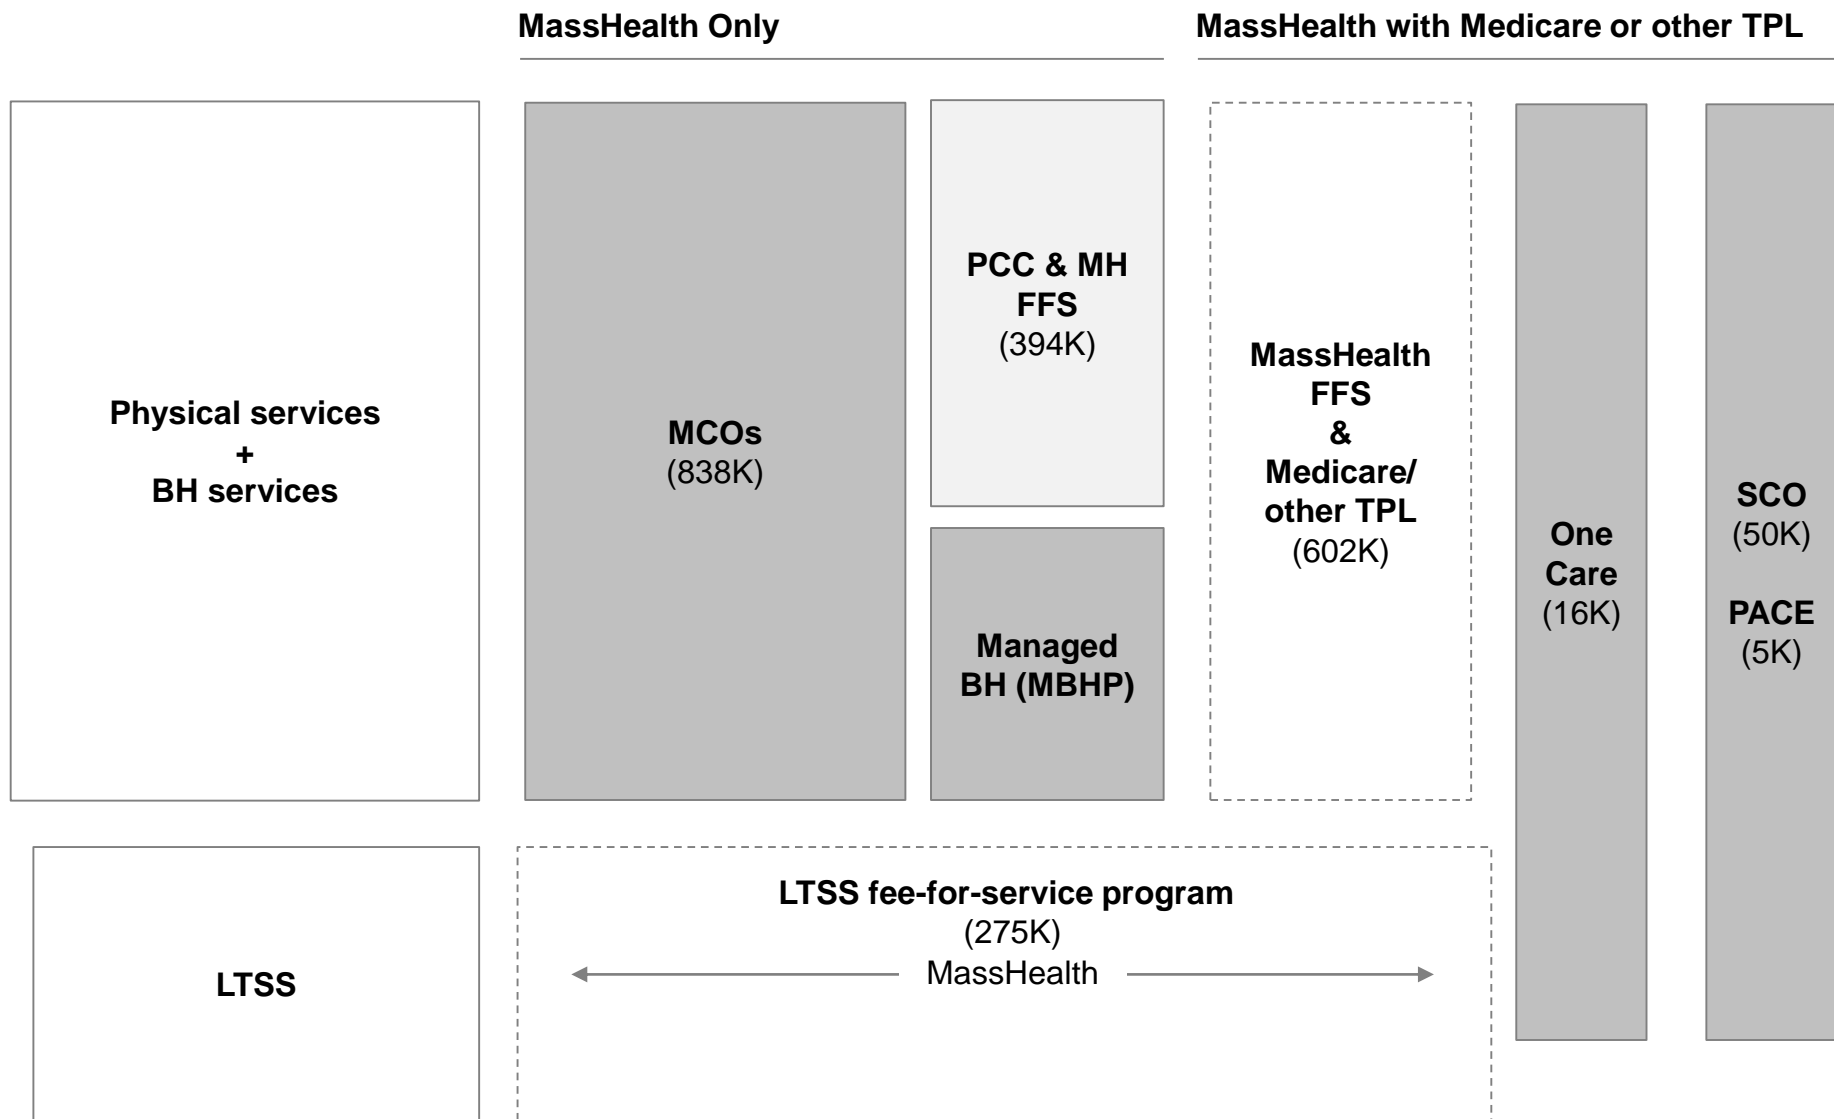 MassHealth Only
MassHealth with Medicare or other TPL
Physical services
+
BH services
MCOs
(838K)
PCC & MH
FFS
(394K)
Managed
BH (MBHP)
MassHealth
FFS
&
Medicare/
other TPL
(602K)
One
Care
(16K)
SCO
(50K)
PACE
(5K)
LTSS
LTSS fee-for-service program
(275K)
MassHealth